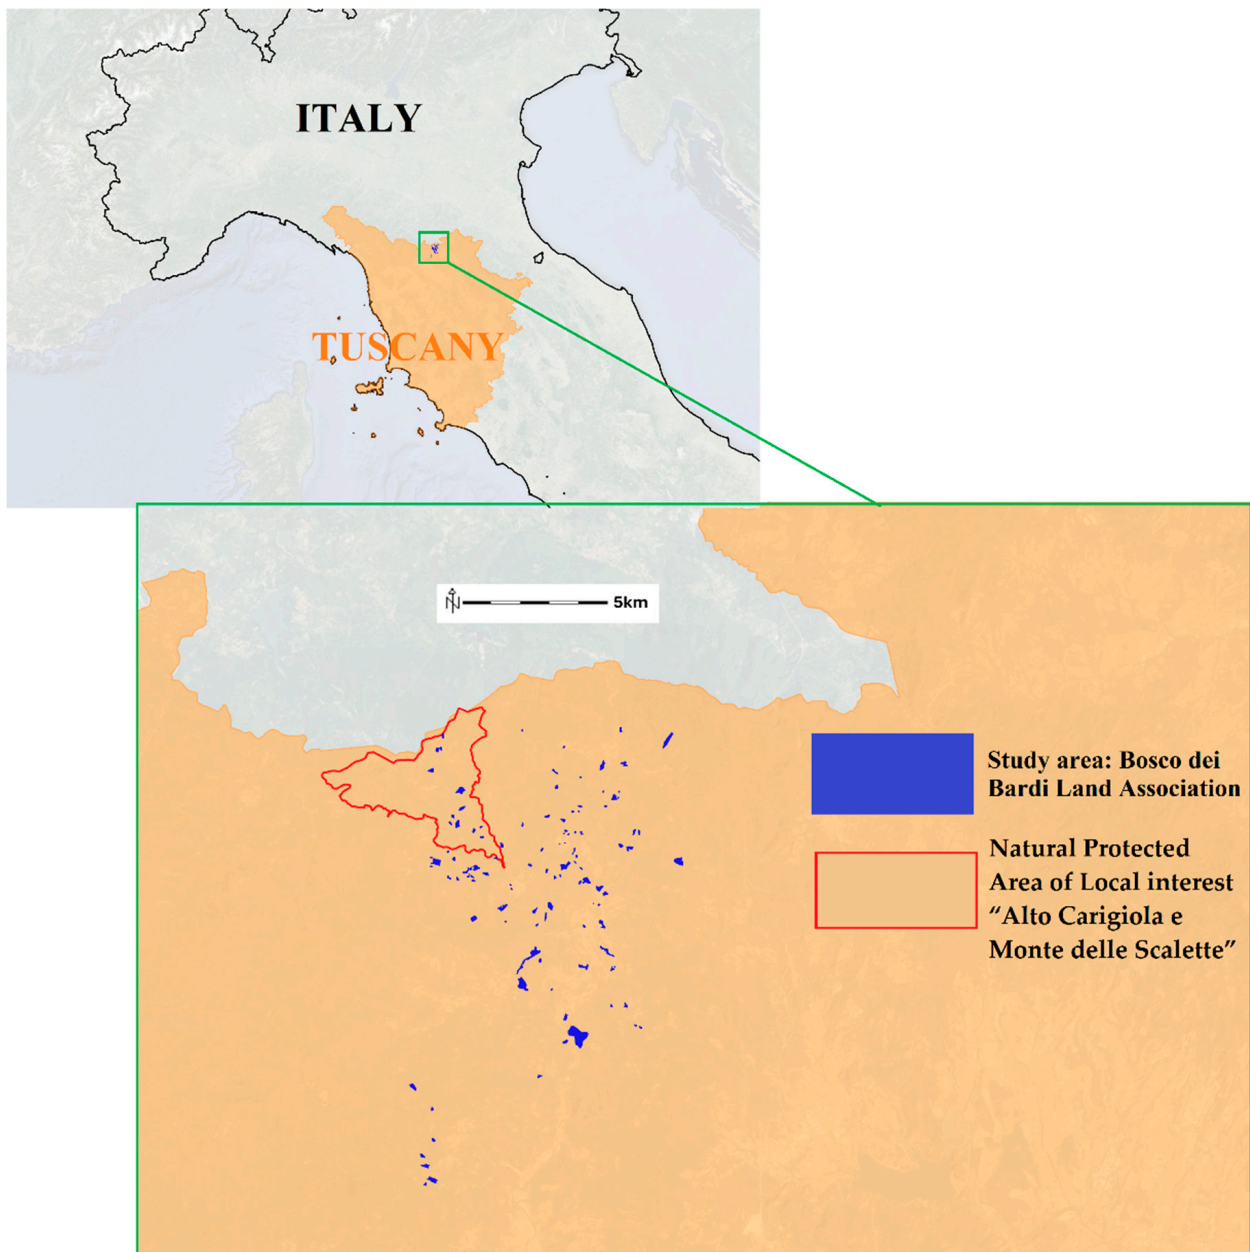 ITALY
TUSCANY
N
5km
Study area: Bosco dei
Bardi Land Association
Natural Protected
Area of Local interest
“Alto Carigiola e
Monte delle Scalette”